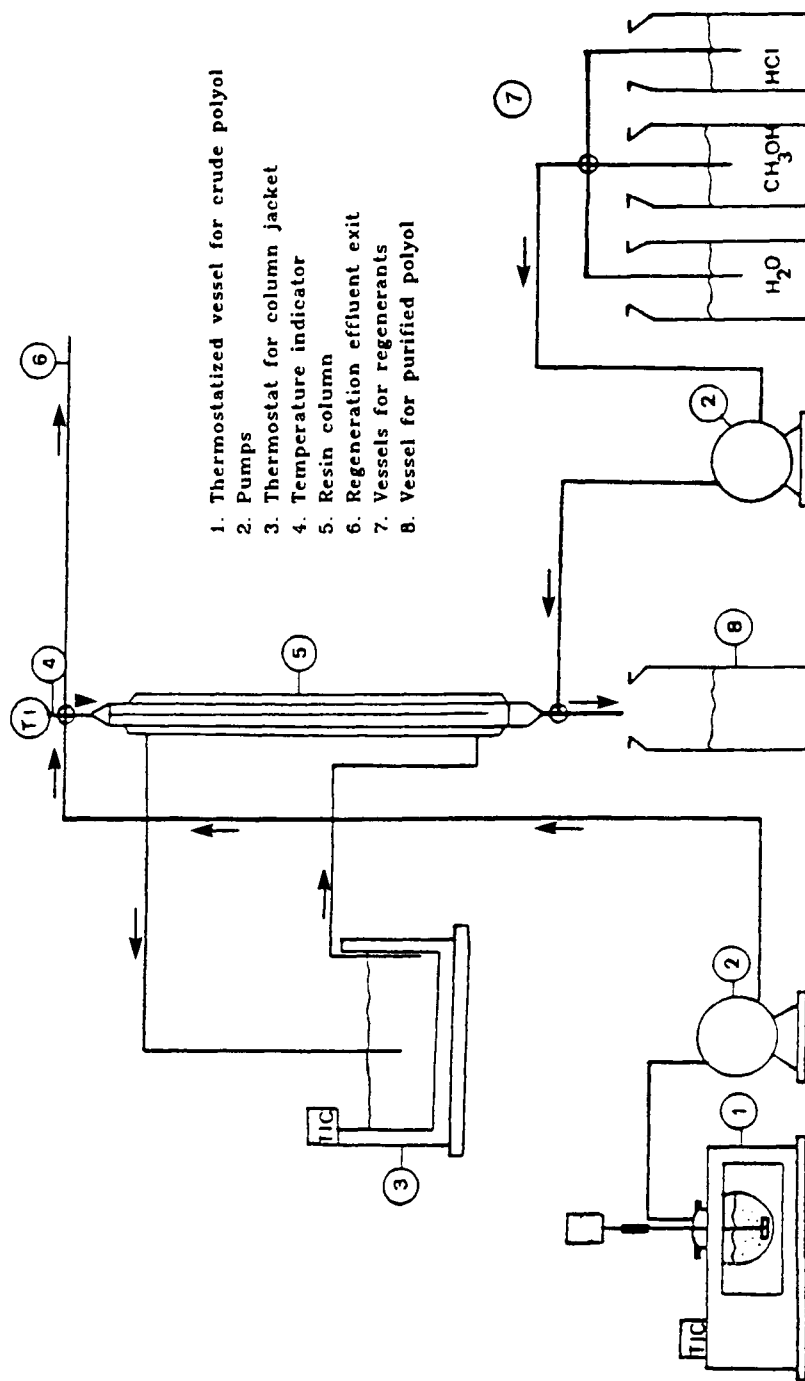 TI
4
6
1. Thermostatized vessel for crude polyol
2. Pumps
3. Thermostat for column jacket
4. Temperature indicator
5. Resin column
6. Regeneration effluent exit
7. Vessels for regenerants
8. Vessel for purified polyol
5
7
TIC
3
2
2
8
H₂O
CH₃OH
HCl
1
TIC